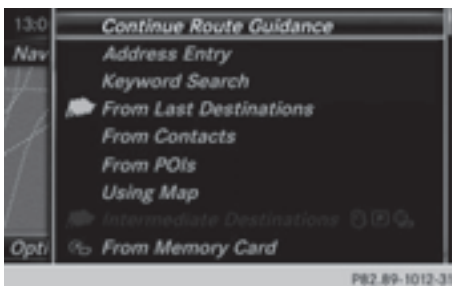 13:0
Continue Route Guidance
Nav
Address Entry
Keyword Search
From Last Destinations
From Contacts
From POIs
Using Map
Intermediate Destinations
Opti
From Memory Card
P82.89-1012-31